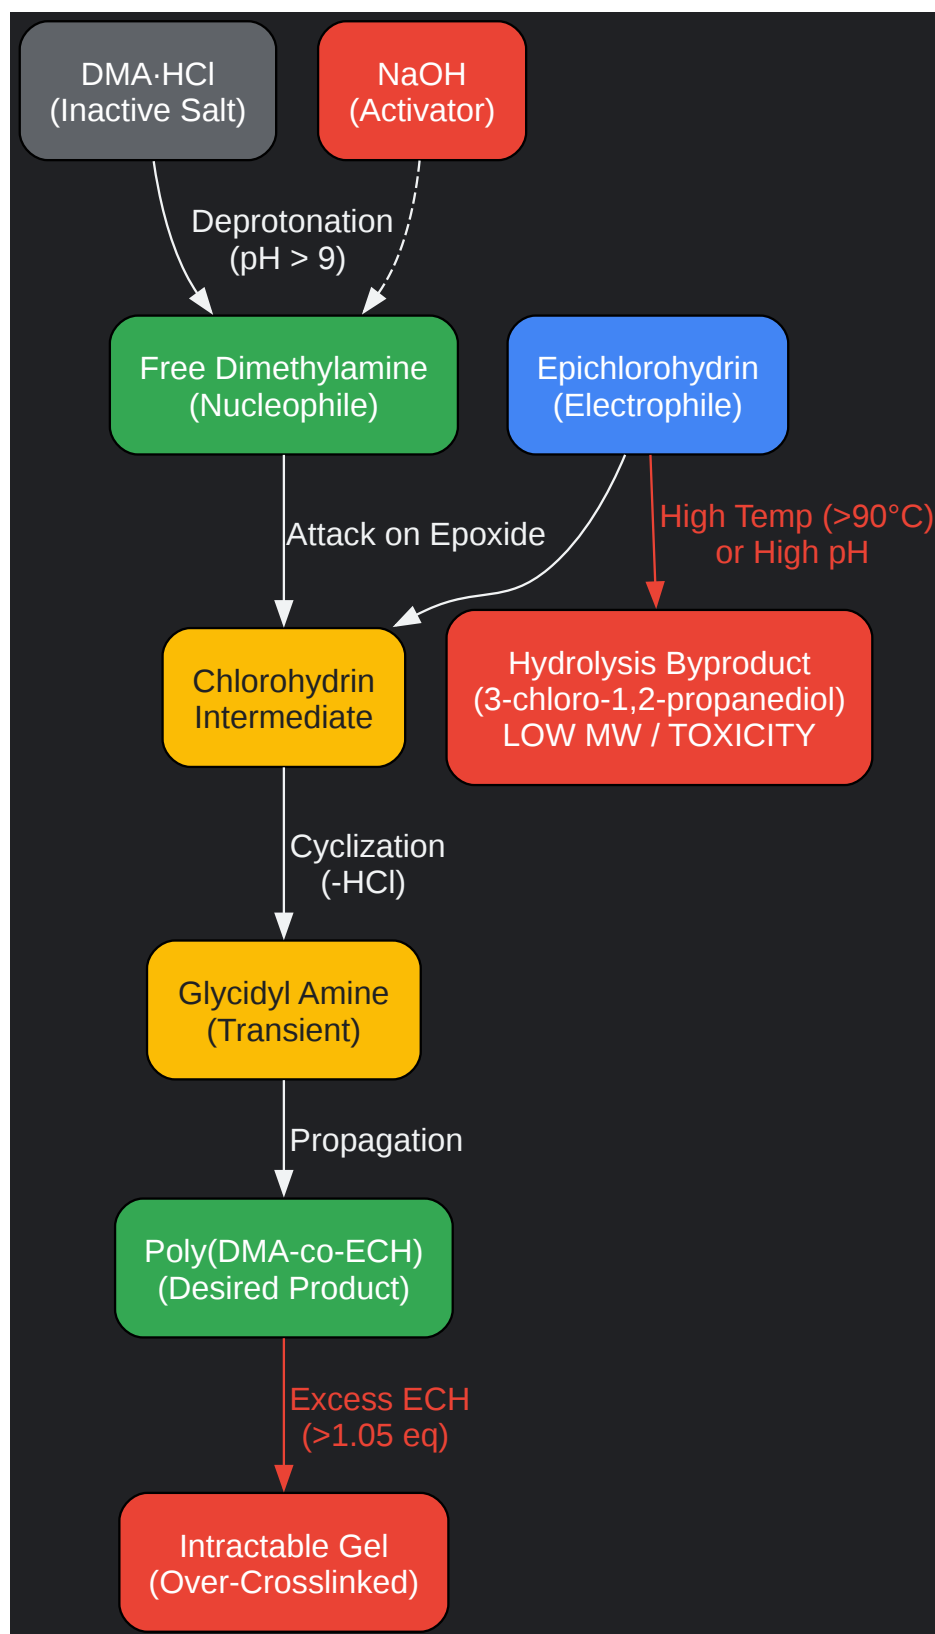 DMA·HCl
(Inactive Salt)
NaOH
(Activator)
Deprotonation
(pH > 9)
Free Dimethylamine
(Nucleophile)
Epichlorohydrin
(Electrophile)
Attack on Epoxide
High Temp (>90°C)
or High pH
Chlorohydrin
Intermediate
Hydrolysis Byproduct
(3-chloro-1,2-propanediol)
LOW MW / TOXICITY
Cyclization
(-HCl)
Glycidyl Amine
(Transient)
Propagation
Poly(DMA-co-ECH)
(Desired Product)
Excess ECH
(>1.05 eq)
Intractable Gel
(Over-Crosslinked)